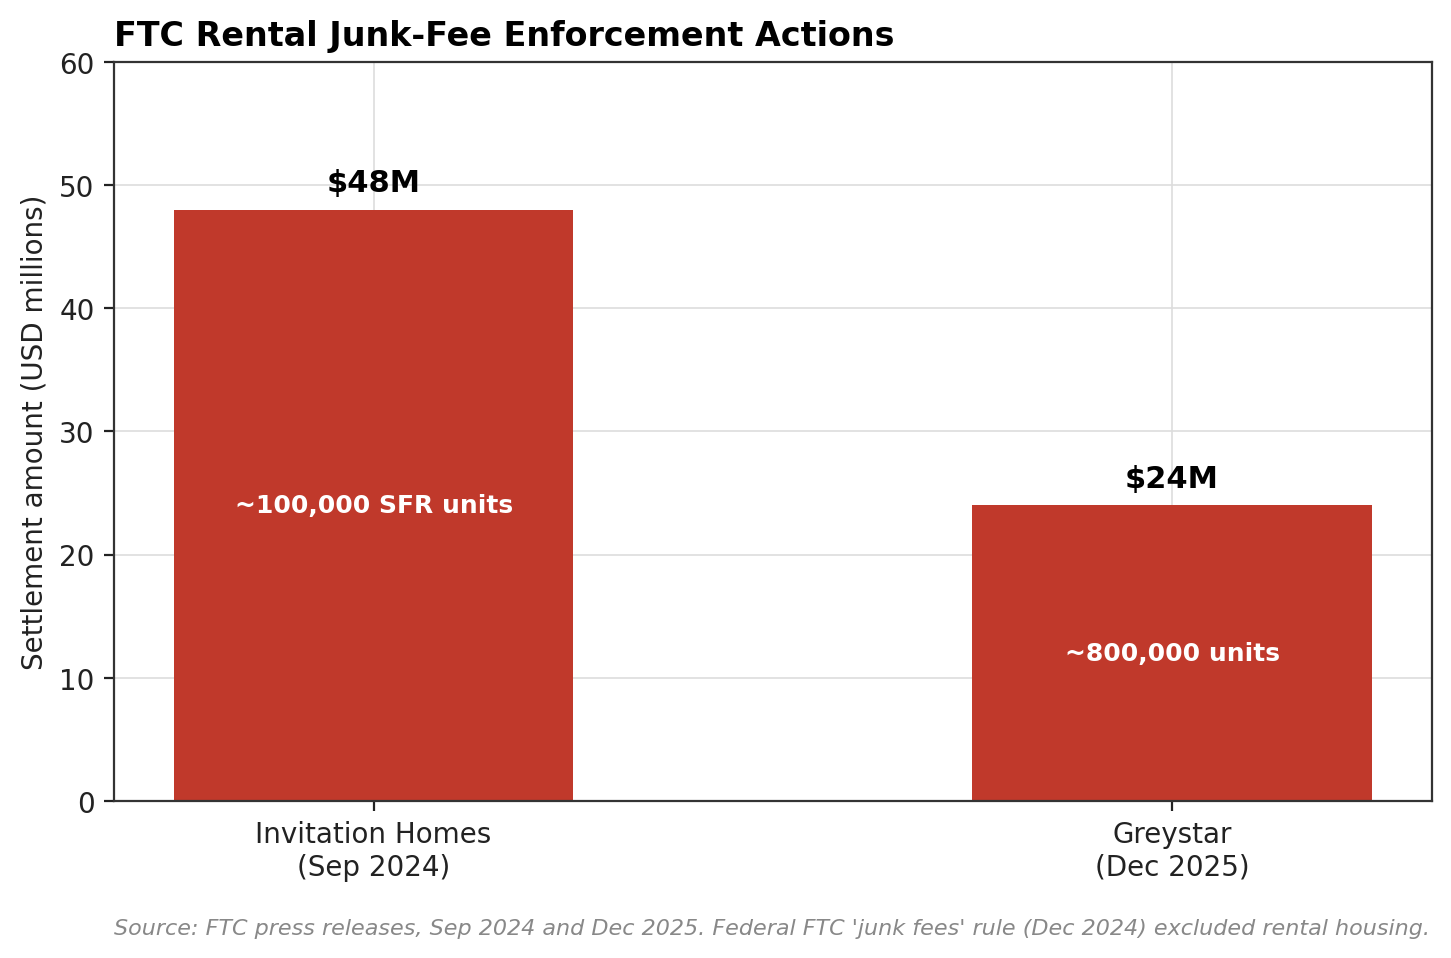 FTC Rental Junk-Fee Enforcement Actions
Settlement amount (USD millions)
60
50
40
30
20
10
0
$48M
~100,000 SFR units
$24M
~800,000 units
Invitation Homes
(Sep 2024)
Greystar
(Dec 2025)
Source: FTC press releases, Sep 2024 and Dec 2025. Federal FTC 'junk fees' rule (Dec 2024) excluded rental housing.